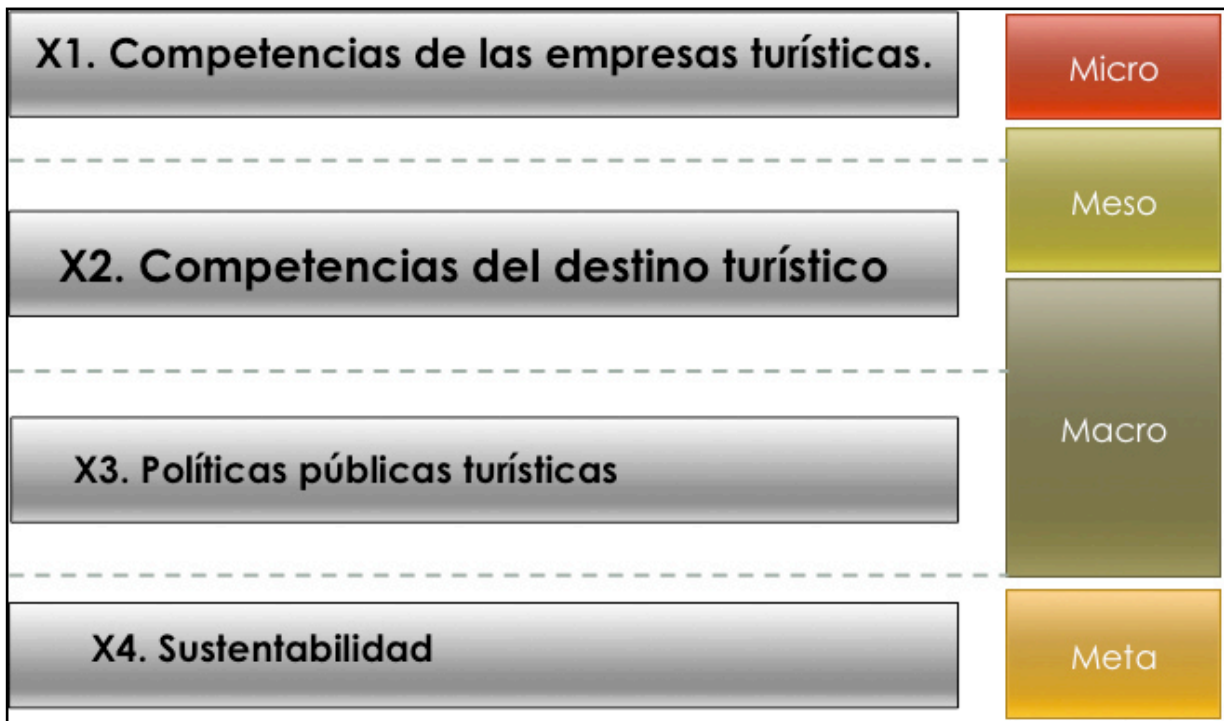 X1. Competencias de las empresas turísticas.
Micro
Meso
X2. Competencias del destino turístico
Macro
X3. Políticas públicas turísticas
X4. Sustentabilidad
Meta